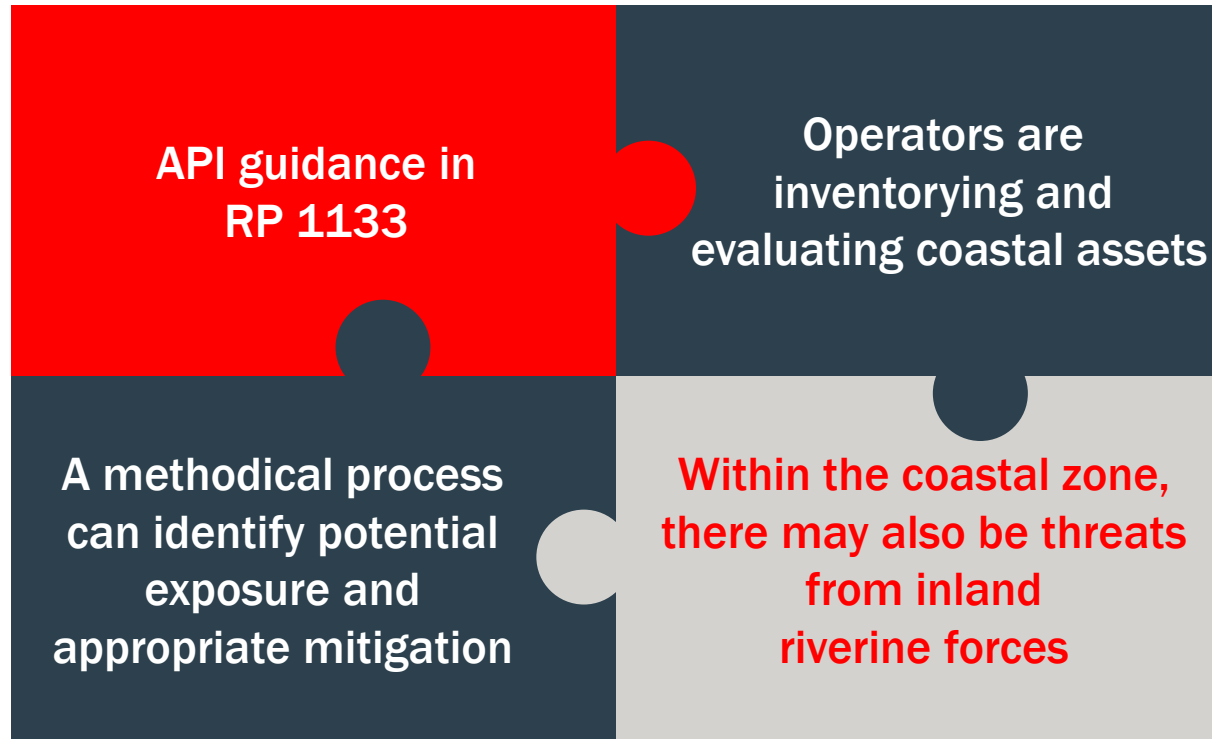 API guidance in
RP 1133
Operators are
inventorying and
evaluating coastal assets
A methodical process
can identify potential
exposure and
appropriate mitigation
Within the coastal zone,
there may also be threats
from inland
riverine forces